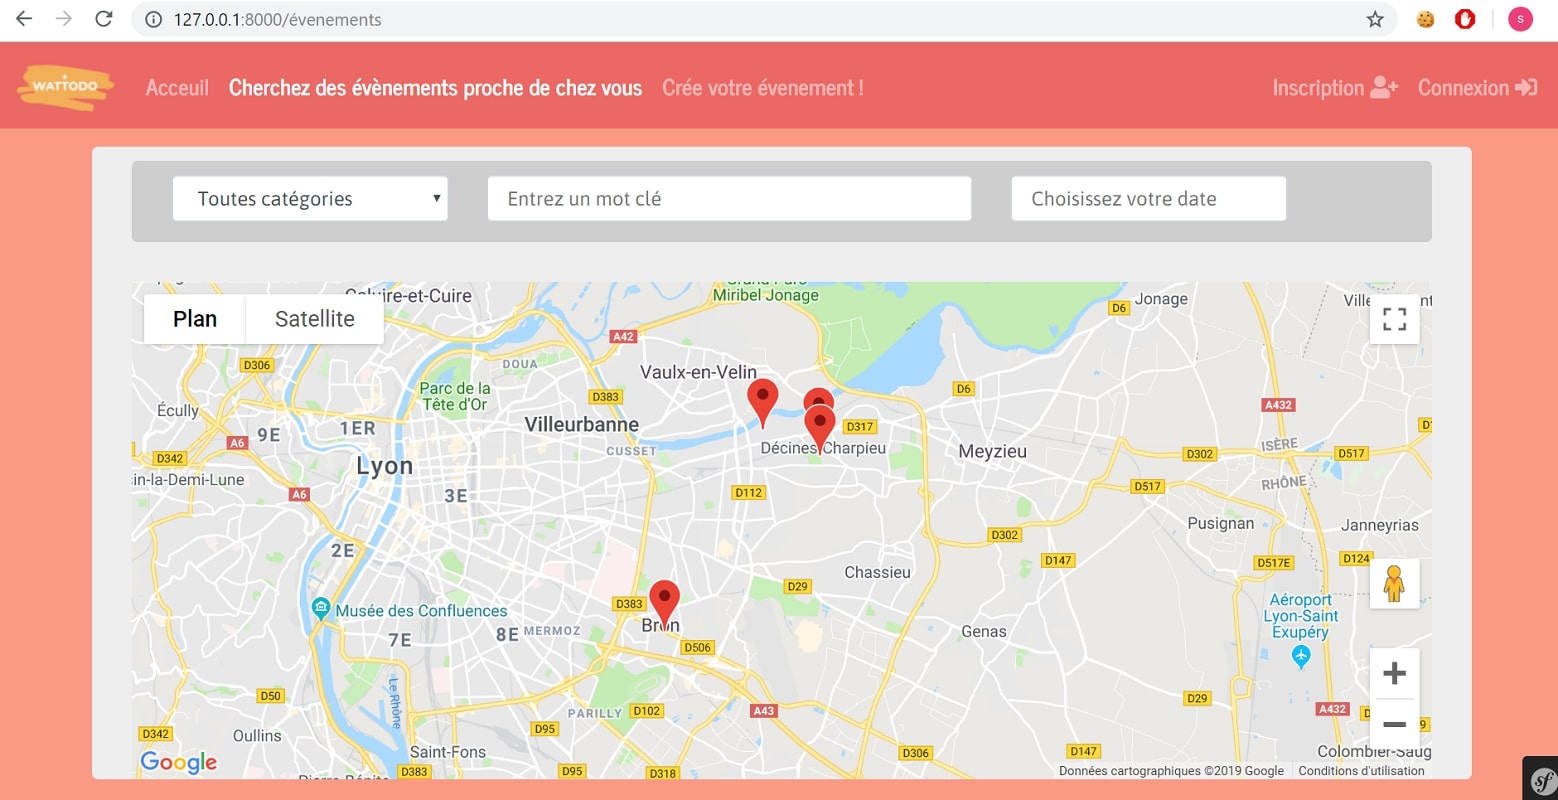 127.0.0.1:8000/évenements
S
WATTODO
Acceuil
Cherchez des évènements proche de chez vous
Crée votre évenement !
Inscription
Connexion
Toutes catégories
Entrez un mot clé
Choisissez votre date
Plan
Satellite
Caluire-et-Cuire
Miribel Jonage
D6
Jonage
A42
D306
DOUA
Vaulx-en-Velin
Parc de la
Tête d'Or
D383
D6
Écully
A432
1ER
Villeurbanne
D317
9E
A6
CUSSET
Décines-Charpieu
Meyzieu
ISÈRE
D342
D302
D517
Lyon
in-la-Demi-Lune
RHÔNE
A6
3E
D112
D517
Pusignan
Janneyrias
D302
2E
D147
D517E
D124
Chassieu
D29
Musée des Confluences
D383
Aéroport
Lyon-Saint
Exupéry
Bron
7E
8E
MERMOZ
Genas
D506
Le Rhône
D50
D29
PARILLY
D102
A43
A432
D342
Oullins
D95
Saint-Fons
D306
D147
Colombier-Saug
Google
D383
D95
D318
Données cartographiques ©2019 Google
Conditions d'utilisation
sf